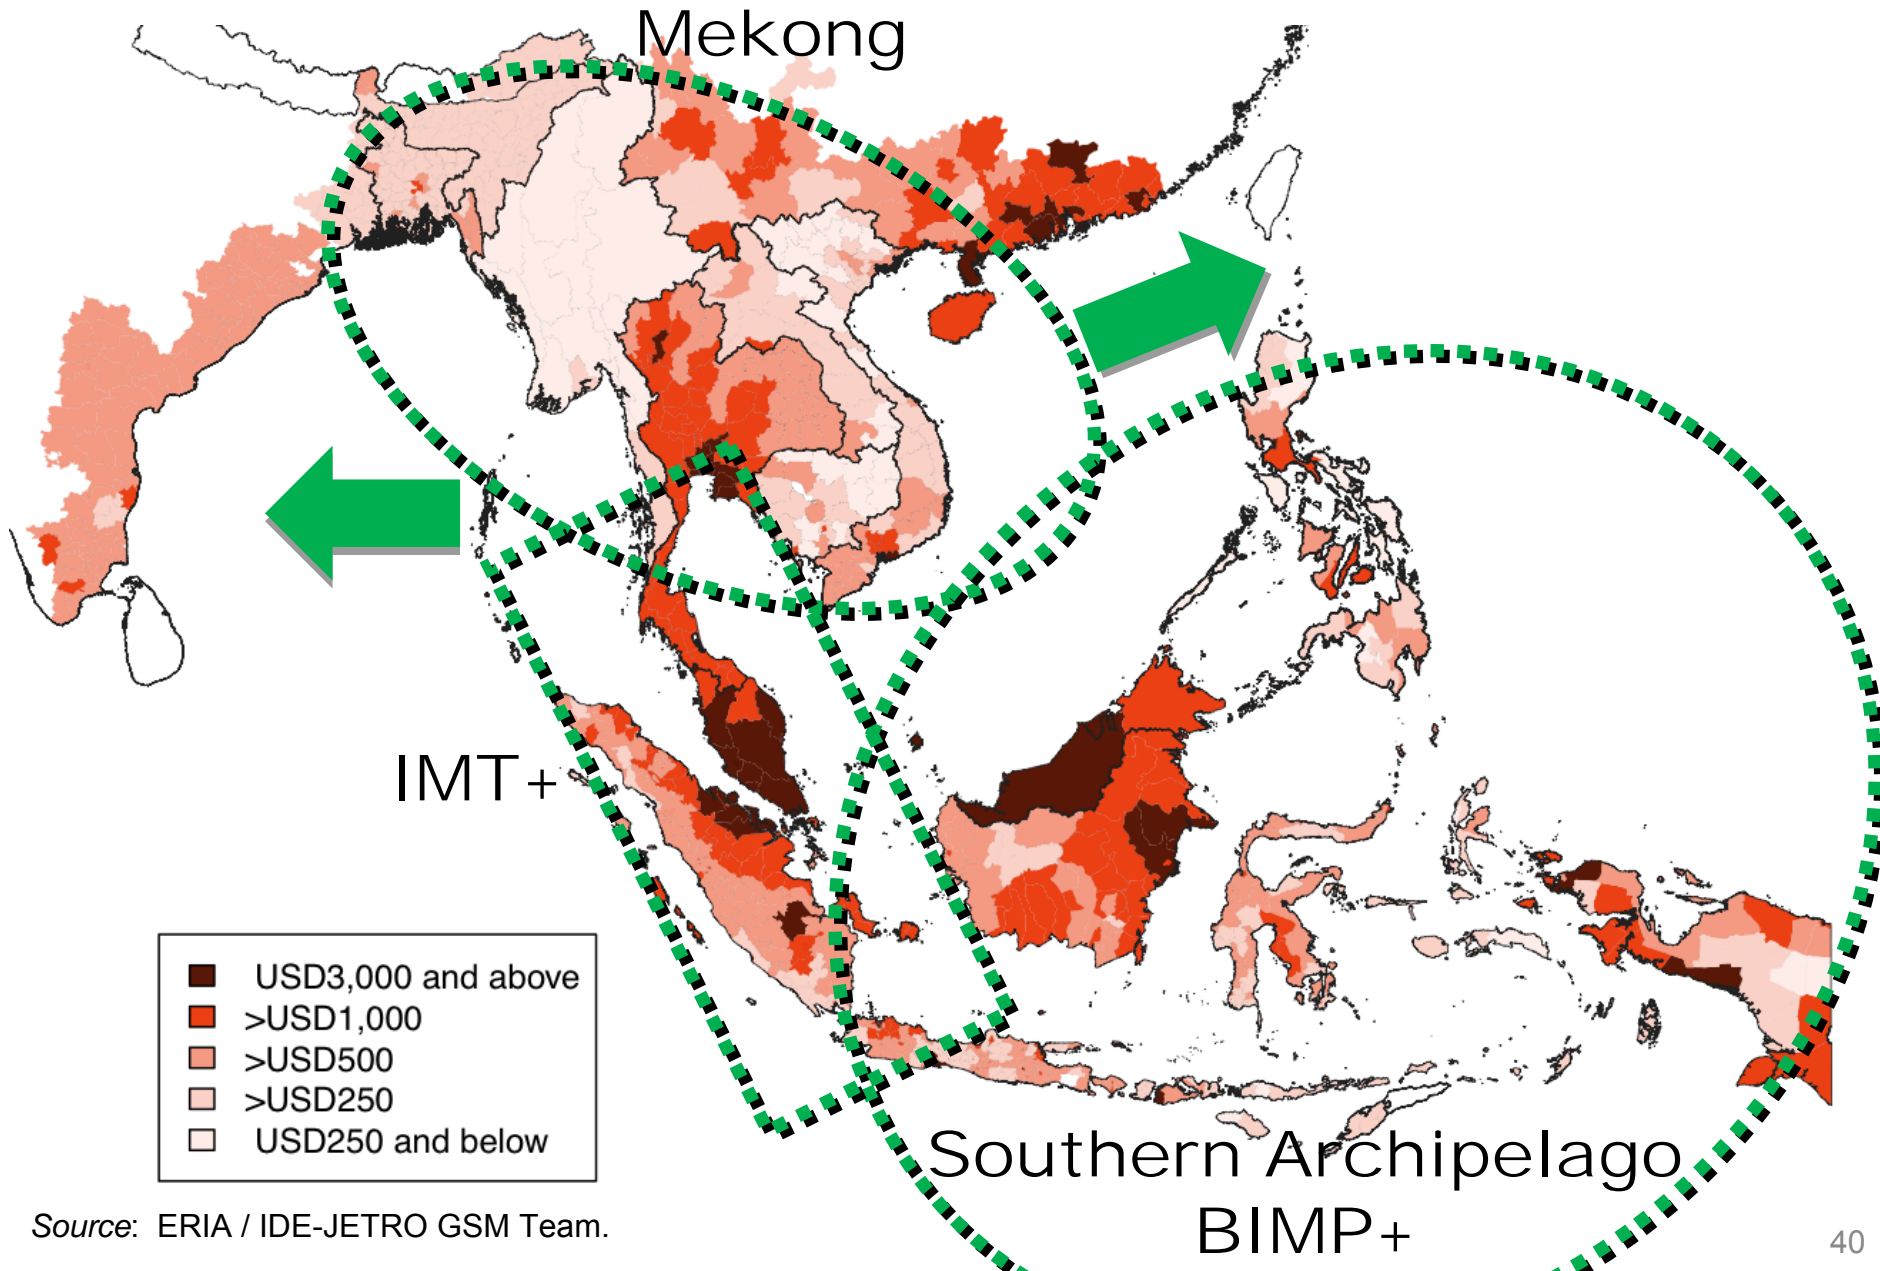 Mekong
IMT+
USD3,000 and above
>USD1,000
>USD500
>USD250
USD250 and below
Southern Archipelago
BIMP+
Source: ERIA / IDE-JETRO GSM Team.
40